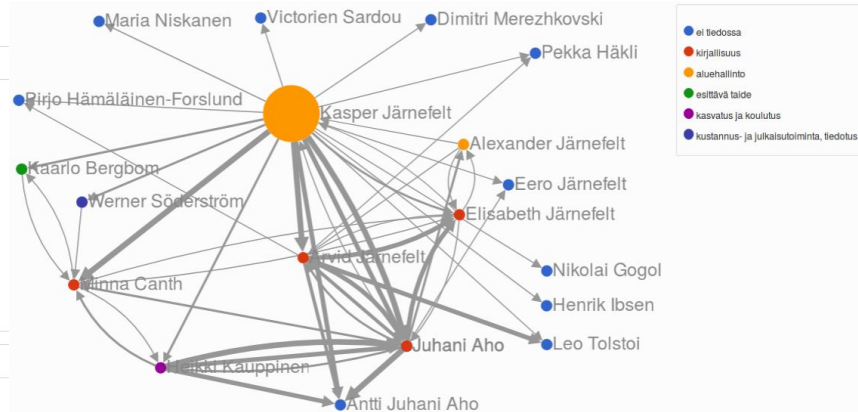 Maria Niskanen
Victorien Sardou
Dimitri Merezhkovski
Pekka Häkli
Pirjo Hämäläinen-Forslund
Kasper Järnefelt
Alexander Järnefelt
Kaarlo Bergbom
Eero Järnefelt
Werner Söderström
Elisabeth Järnefelt
Arvid Järnefelt
Nikolai Gogol
Minna Canth
Henrik Ibsen
Juhani Aho
Leo Tolstoi
Heikki Kauppinen
Antti Juhani Aho
ei tiedossa
kirjallisuus
aluehallinto
esittävä taide
kasvatus ja koulutus
kustannus- ja julkaisutoiminta, tiedotus